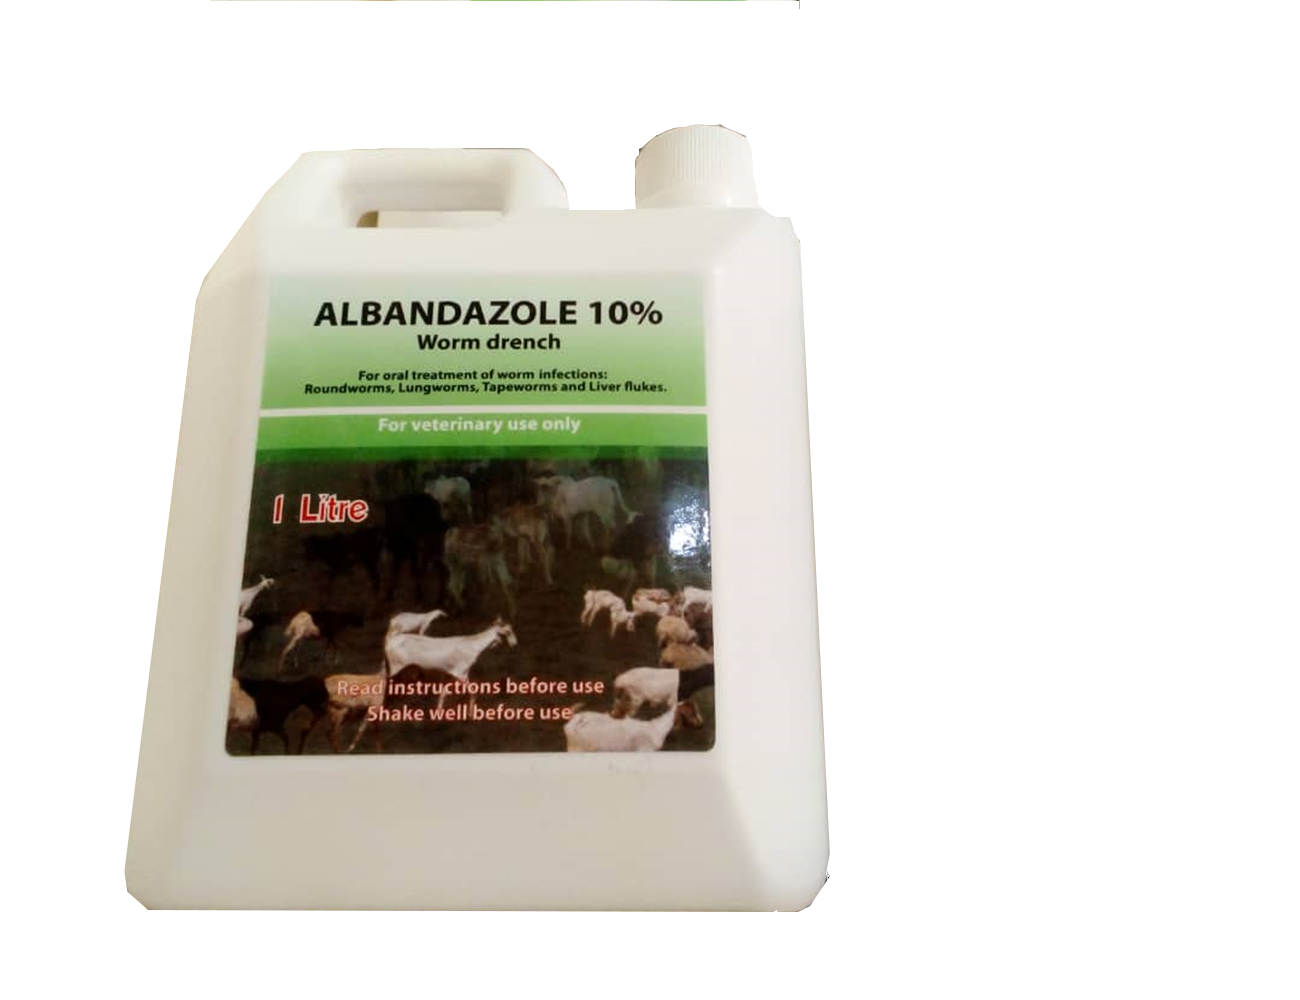 ALBANDAZOLE 10%
Worm drench
For oral treatment of worm infections:
Roundworms, Lungworms, Tapeworms and Liver flukes.
For veterinary use only
1 Litre
Read instructions before use
Shake well before use